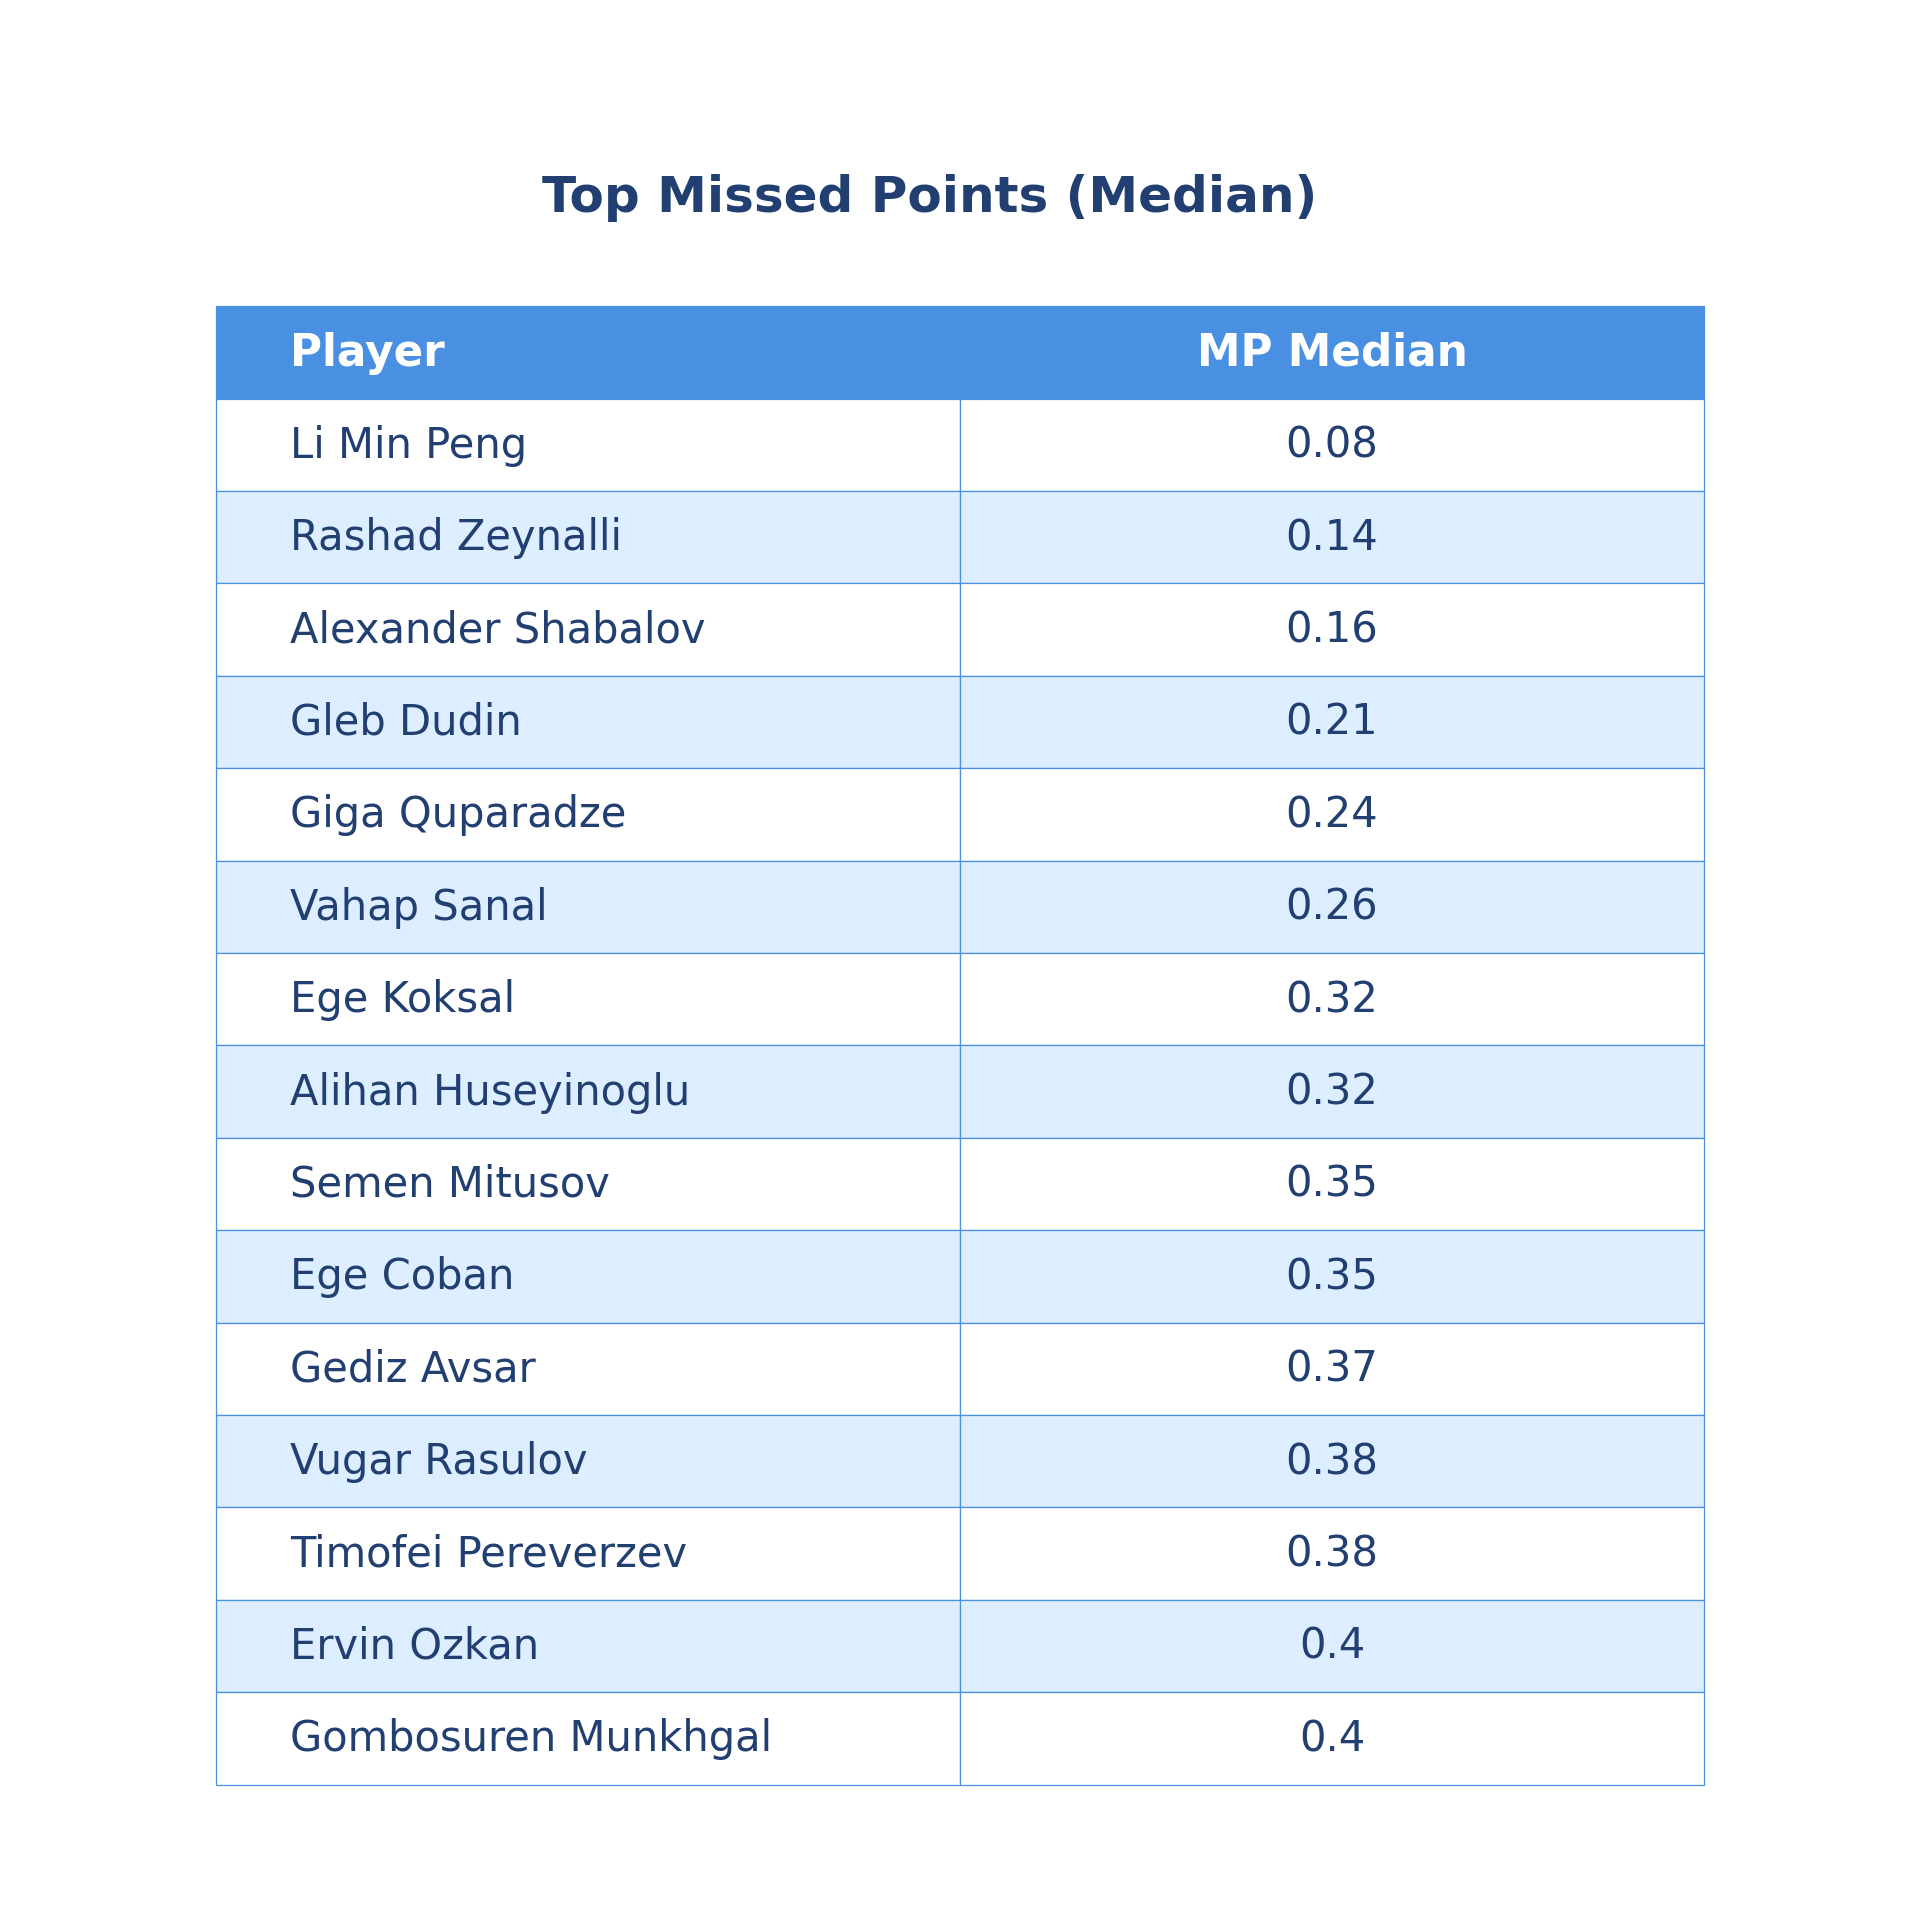 Top Missed Points (Median)
Player MP Median
Li Min Peng 0.08
Rashad Zeynalli 0.14
Alexander Shabalov 0.16
Gleb Dudin 0.21
Giga Quparadze 0.24
Vahap Sanal 0.26
Ege Koksal 0.32
Alihan Huseyinoglu 0.32
Semen Mitusov 0.35
Ege Coban 0.35
Gediz Avsar 0.37
Vugar Rasulov 0.38
Timofei Pereverzev 0.38
Ervin Ozkan 0.4
Gombosuren Munkhgal 0.4